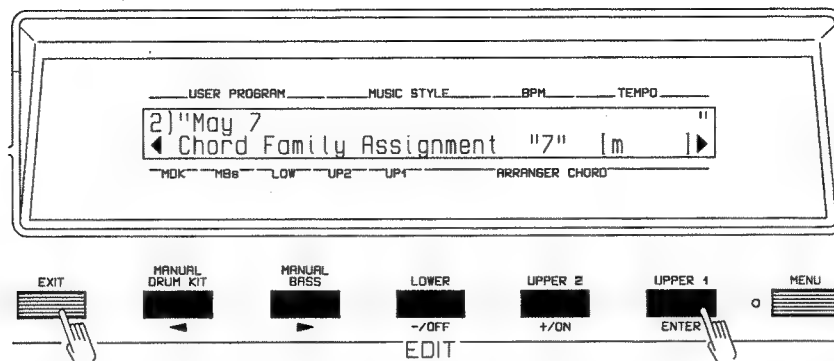 USER PROGRAM MUSIC STYLE BPM TEMPO
2)"May 7 "
◀ Chord Family Assignment "7" [m ]▶
MDK MBs LOW UP2 UP1 ARRANGER CHORD
EXIT MANUAL DRUM KIT MANUAL BASS LOWER UPPER 2 UPPER 1 MENU
◄ ► -/OFF +/ON ENTER
EDIT